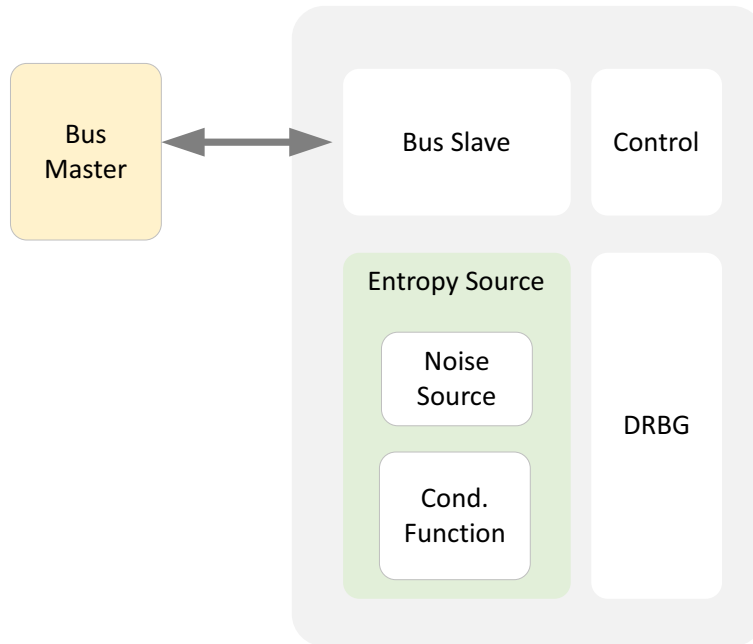 Bus
Master
Bus Slave
Control
Entropy Source
Noise
Source
Cond.
Function
DRBG